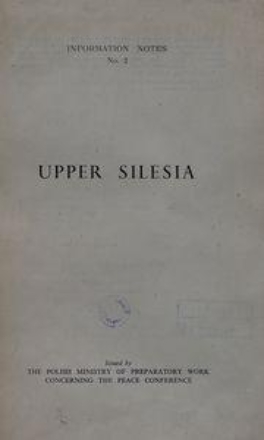 INFORMATION NOTES
No. 2
UPPER SILESIA
Issued by
THE POLISH MINISTRY OF PREPARATORY WORK
CONCERNING THE PEACE CONFERENCE